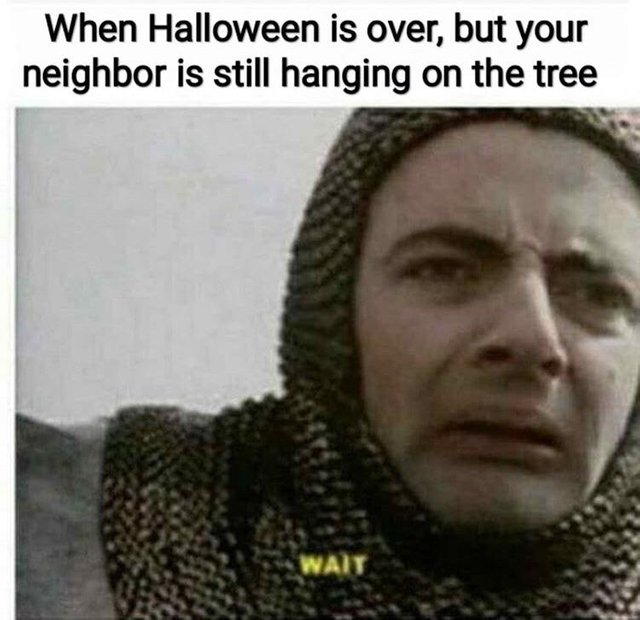 When Halloween is over, but your
neighbor is still hanging on the tree
WAIT